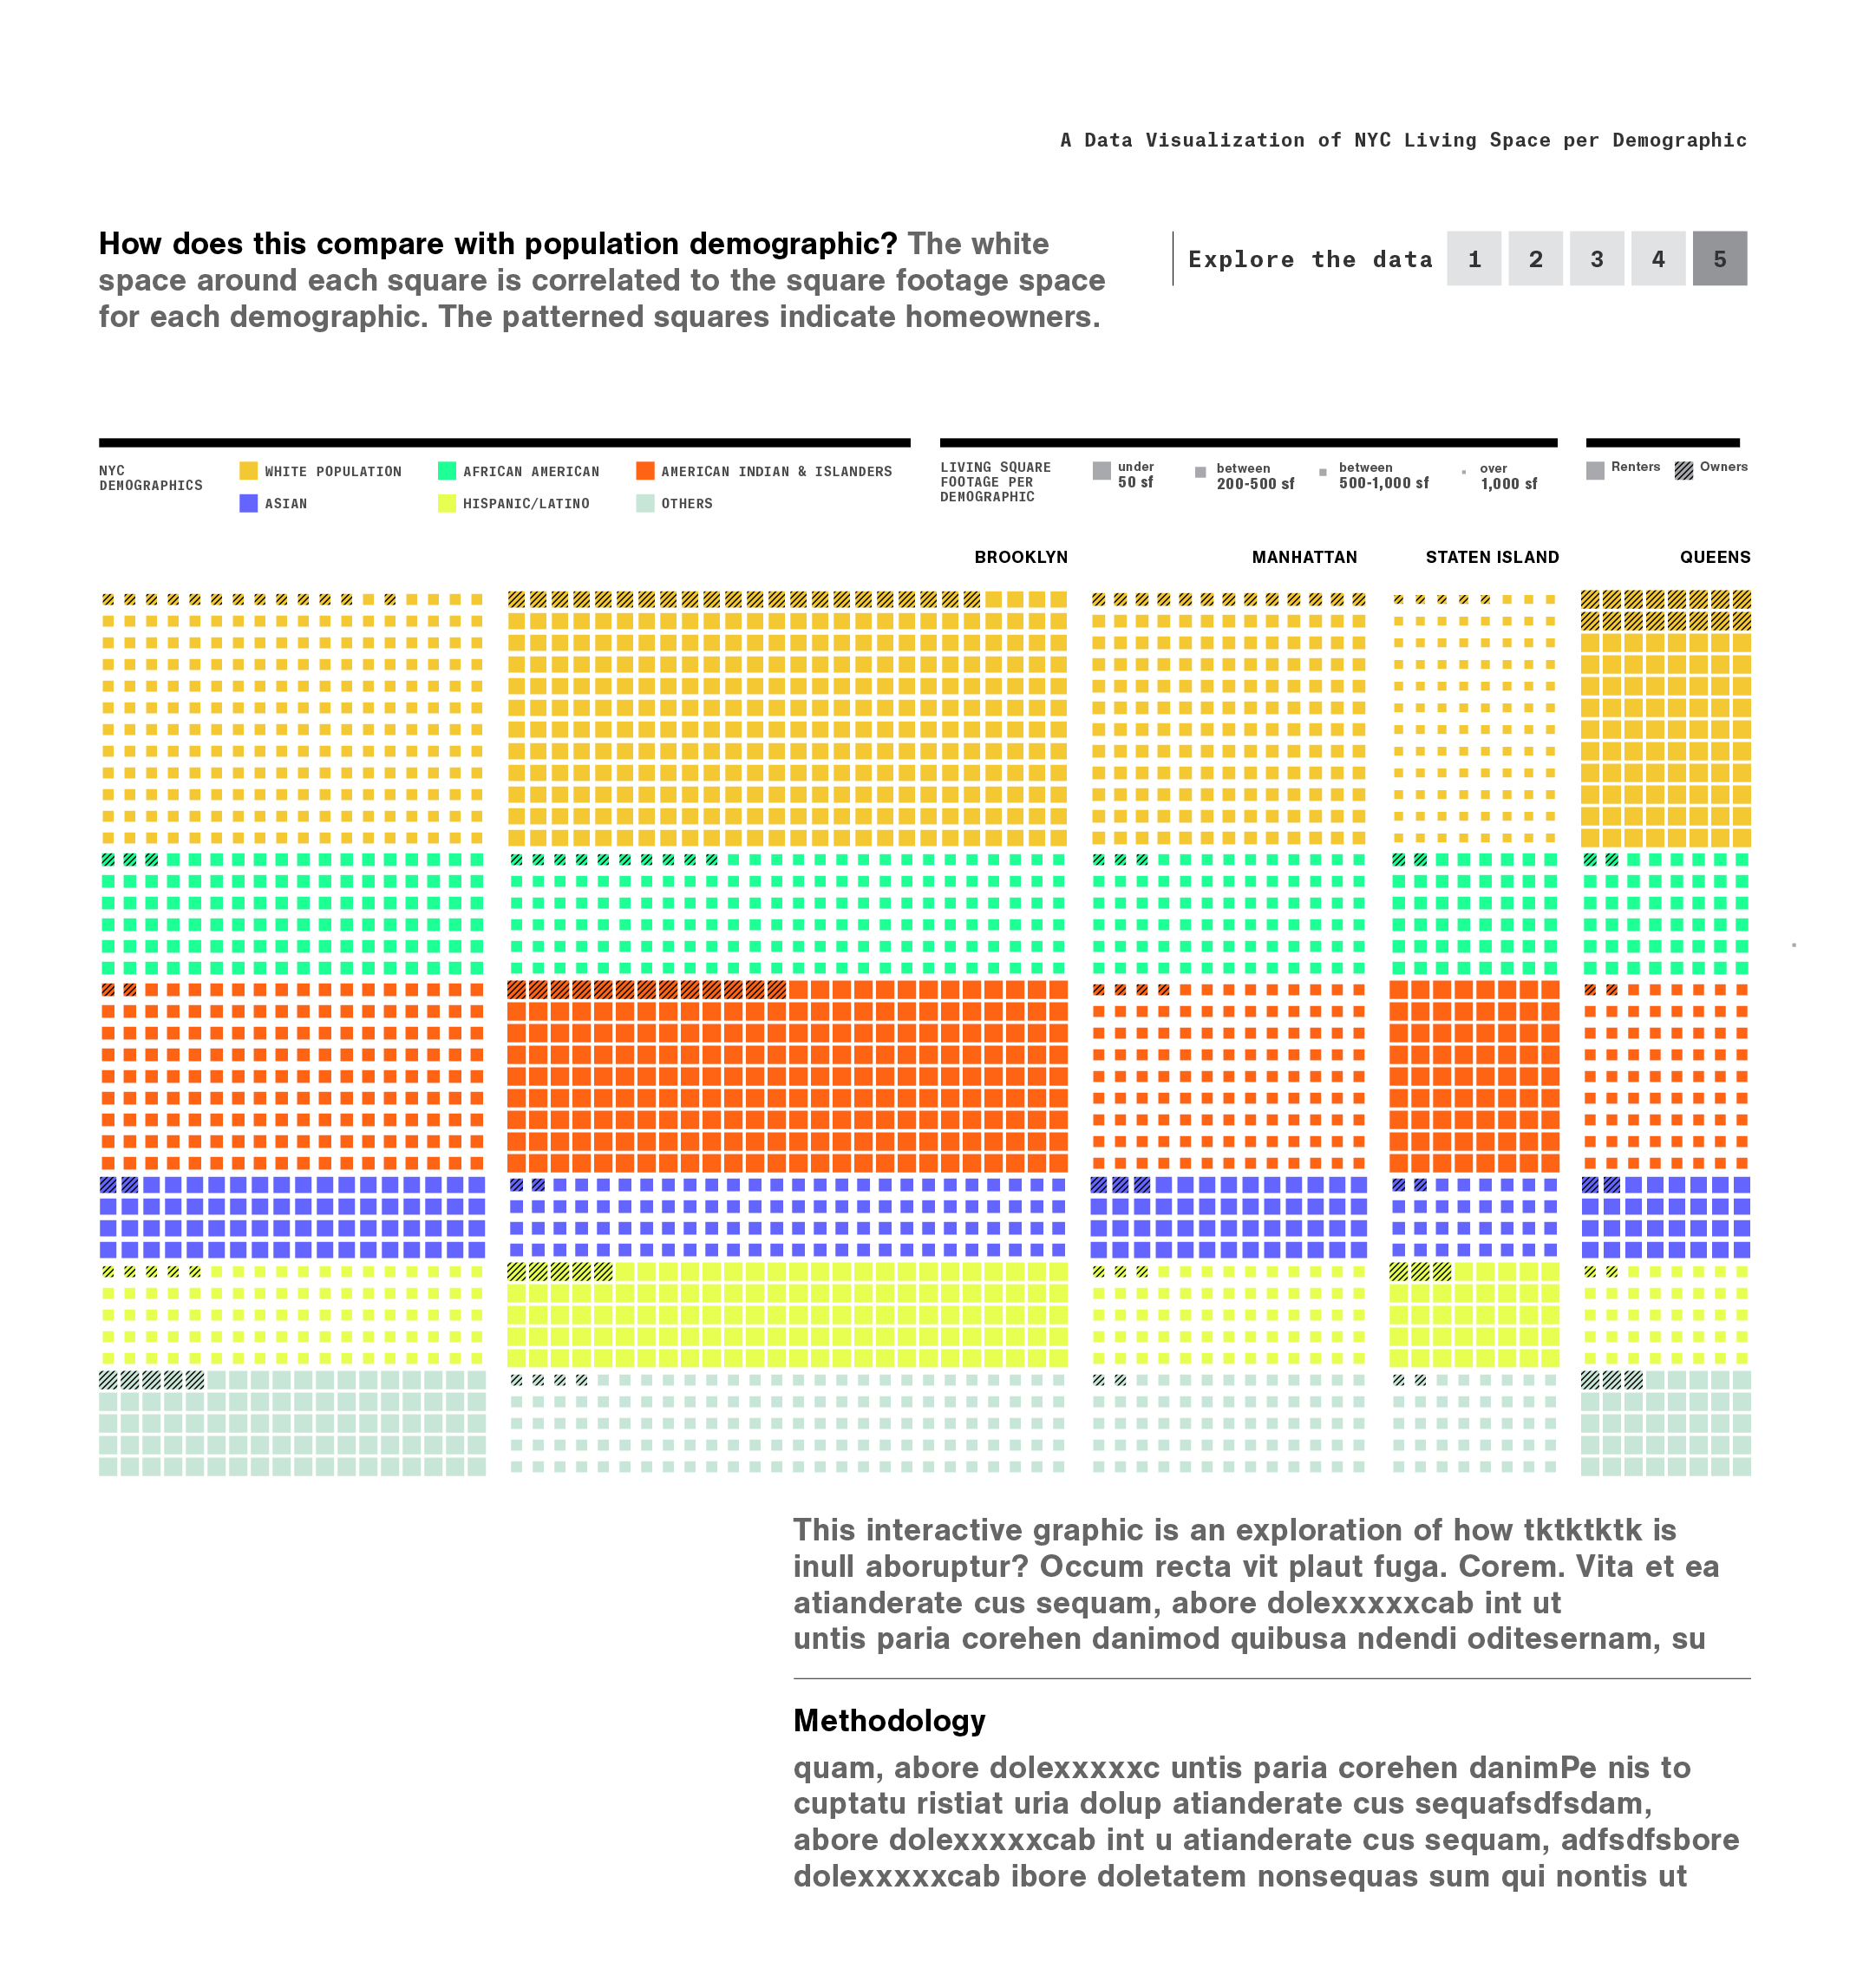 A Data Visualization of NYC Living Space per Demographic
How does this compare with population demographic? The white
space around each square is correlated to the square footage space
for each demographic. The patterned squares indicate homeowners.
Explore the data 1 2 3 4 5
NYC
DEMOGRAPHICS
WHITE POPULATION
AFRICAN AMERICAN
AMERICAN INDIAN & ISLANDERS
ASIAN
HISPANIC/LATINO
OTHERS
LIVING SQUARE
FOOTAGE PER
DEMOGRAPHIC
under
50 sf
between
200-500 sf
between
500-1,000 sf
over
1,000 sf
Renters
Owners
BROOKLYN
MANHATTAN
STATEN ISLAND
QUEENS
This interactive graphic is an exploration of how tktktktk is
inull aboruptur? Occum recta vit plaut fuga. Corem. Vita et ea
atianderate cus sequam, abore dolexxxxxcab int ut
untis paria corehen danimod quibusa ndendi oditesernam, su
Methodology
quam, abore dolexxxxxc untis paria corehen danimPe nis to
cuptatu ristiat uria dolup atianderate cus sequafsdfsdam,
abore dolexxxxxcab int u atianderate cus sequam, adfsdfsbore
dolexxxxxcab ibore doletatem nonsequas sum qui nontis ut